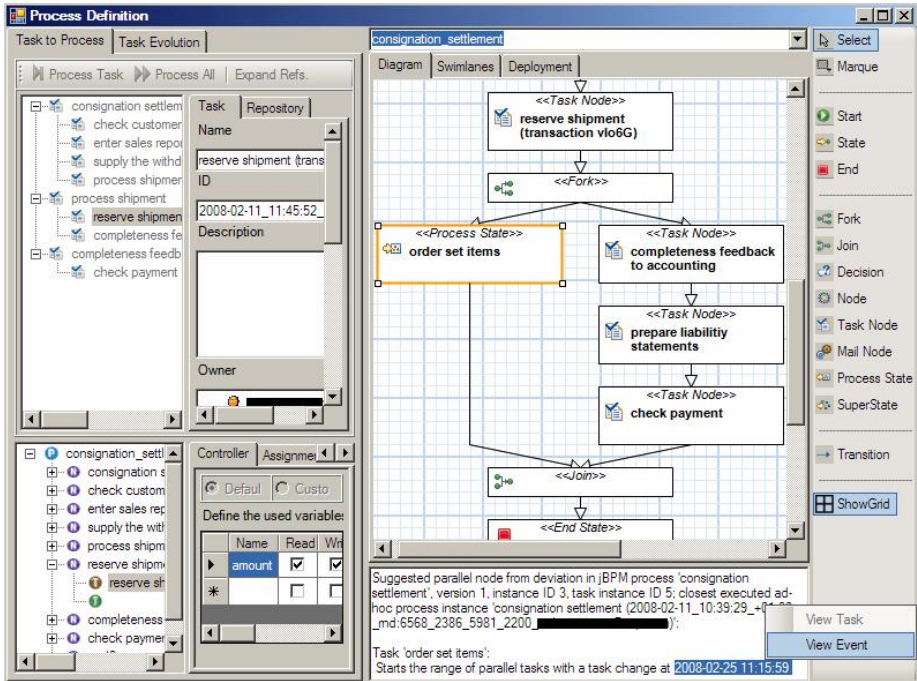 Process Definition
Task to Process Task Evolution
Process Task Process All Expand Refs.
consignation settlem
check customer
enter sales repo
supply the withd
process shipmer
process shipment
reserve shipmen
completeness fe
completeness feedb
check payment
Task Repository
Name
reserve shipment (trans
ID
2008-02-11_11:45:52_
Description
Owner
consignation_settl
consignation s
check custom
enter sales rep
supply the with
process shipm
reserve shipme
reserve sh
completeness
check paymer
Controller Assignme
Defaul Custo
Define the used variables
Name Read Wri
amount
consignation_settlement
Diagram Swimlanes Deployment
<<Task Node>>
reserve shipment
(transaction vlo6G)
<<Fork>>
<<Process State>>
order set items
<<Task Node>>
completeness feedback
to accounting
<<Task Node>>
prepare liabilitiy
statements
<<Task Node>>
check payment
<<Join>>
<<End State>>
Suggested parallel node from deviation in jBPM process 'consignation
settlement', version 1, instance ID 3, task instance ID 5; closest executed ad-
hoc process instance 'consignation settlement (2008-02-11_10:39:29_+01:00
_md:6568_2386_5981_2200_ )':
Task 'order set items':
Starts the range of parallel tasks with a task change at 2008-02-25 11:15:59
View Task
View Event
Select
Marque
Start
State
End
Fork
Join
Decision
Node
Task Node
Mail Node
Process State
SuperState
Transition
ShowGrid